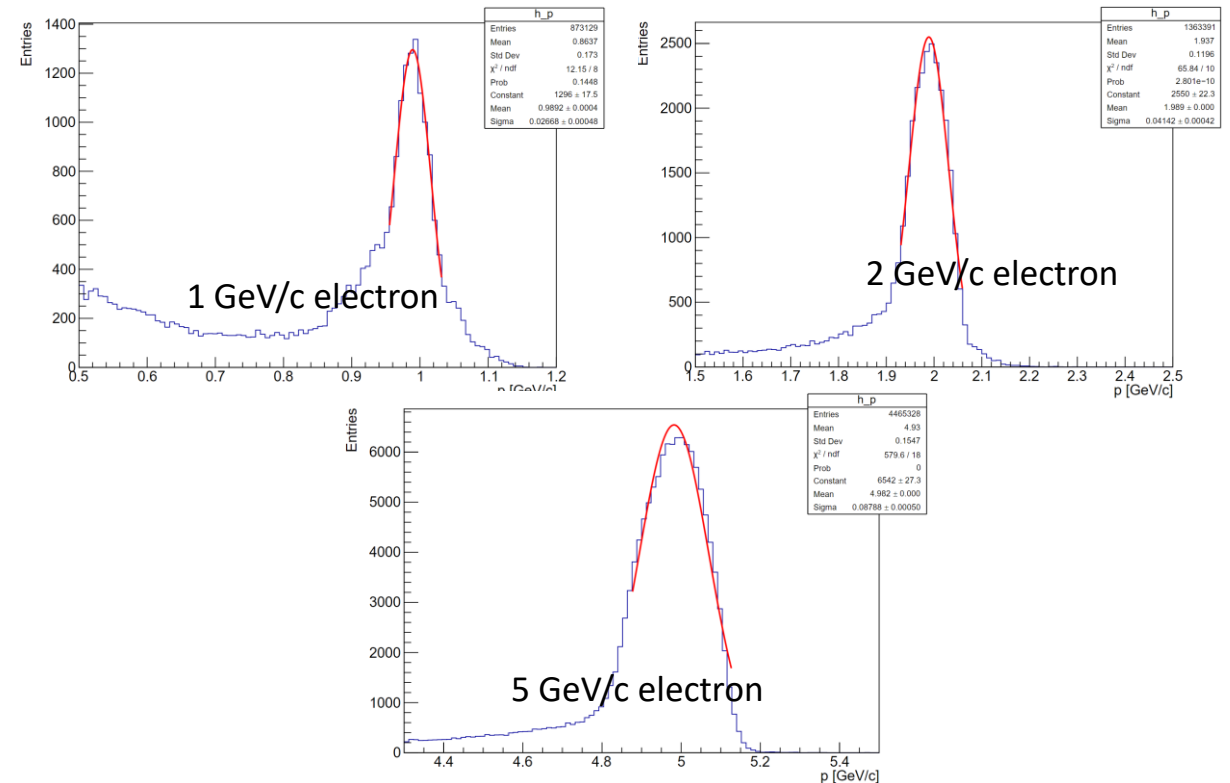 h_p
Entries 873129
Mean 0.8637
Std Dev 0.173
χ² / ndf 12.15 / 8
Prob 0.1448
Constant 1296 ± 17.5
Mean 0.9892 ± 0.0004
Sigma 0.02668 ± 0.00048
Entries
1400
1200
1000
800
600
400
200
0
1 GeV/c electron
0.5 0.6 0.7 0.8 0.9 1 1.1 1.2
p [GeV/c]
h_p
Entries 1363391
Mean 1.937
Std Dev 0.1196
χ² / ndf 65.84 / 10
Prob 2.801e-10
Constant 2550 ± 22.3
Mean 1.989 ± 0.000
Sigma 0.04142 ± 0.00042
Entries
2500
2000
1500
1000
500
0
2 GeV/c electron
1.5 1.6 1.7 1.8 1.9 2 2.1 2.2 2.3 2.4 2.5
p [GeV/c]
h_p
Entries 4465328
Mean 4.93
Std Dev 0.1547
χ² / ndf 579.6 / 18
Prob 0
Constant 6542 ± 27.3
Mean 4.982 ± 0.000
Sigma 0.08788 ± 0.00050
Entries
6000
5000
4000
3000
2000
1000
0
5 GeV/c electron
4.4 4.6 4.8 5 5.2 5.4
p [GeV/c]